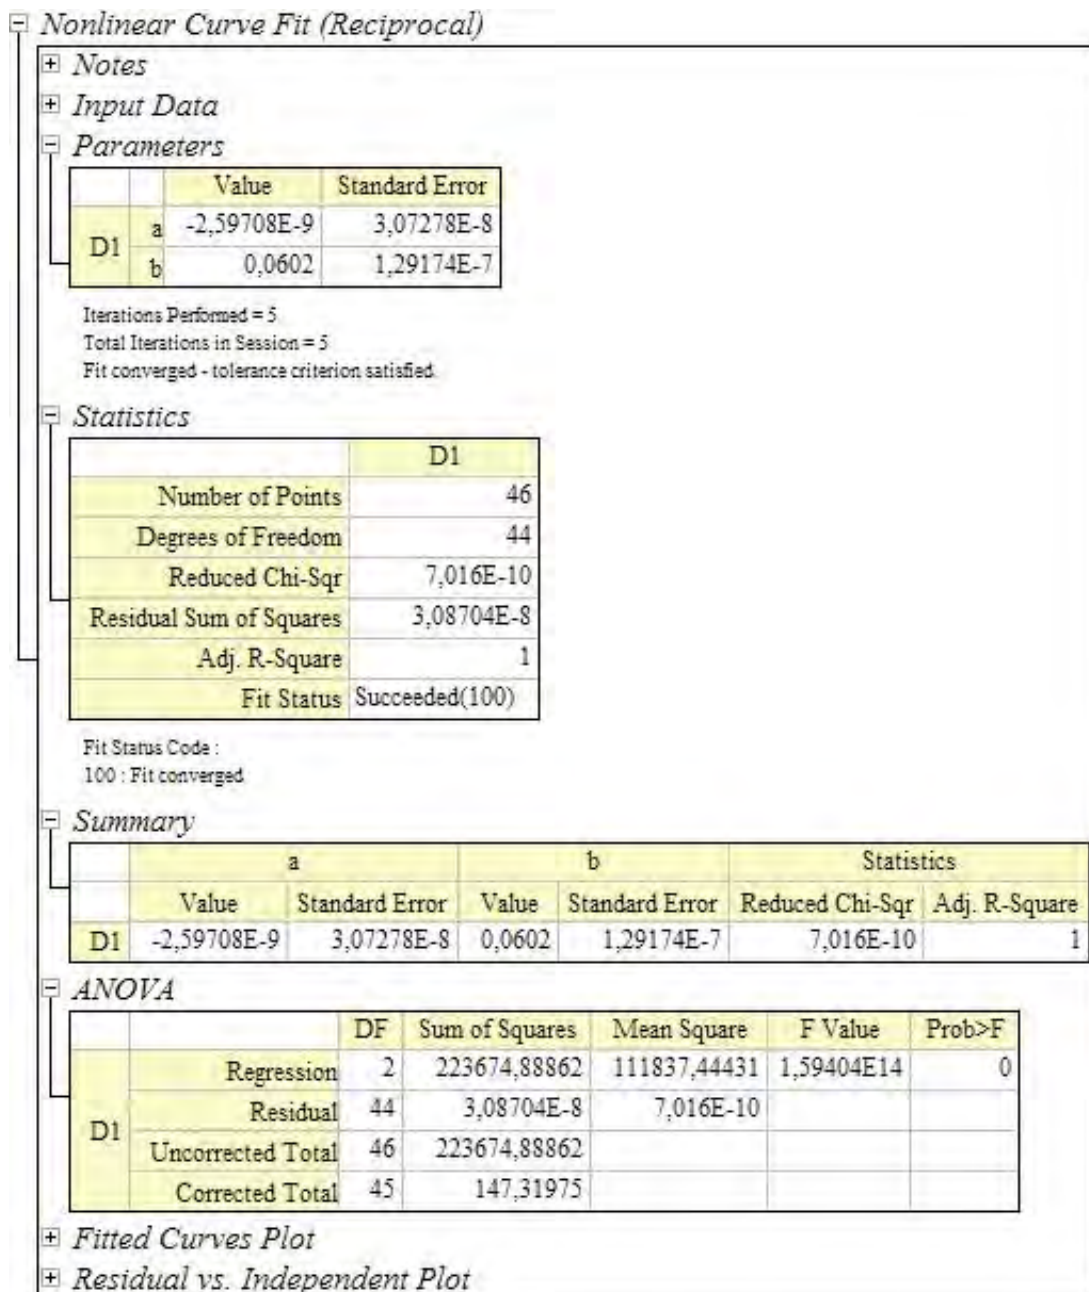 Nonlinear Curve Fit (Reciprocal)
Notes
Input Data
Parameters
Value Standard Error
D1 a -2,59708E-9 3,07278E-8
b 0,0602 1,29174E-7
Iterations Performed = 5
Total Iterations in Session = 5
Fit converged - tolerance criterion satisfied.
Statistics
D1
Number of Points 46
Degrees of Freedom 44
Reduced Chi-Sqr 7,016E-10
Residual Sum of Squares 3,08704E-8
Adj. R-Square 1
Fit Status Succeeded(100)
Fit Status Code :
100 : Fit converged
Summary
a b Statistics
Value Standard Error Value Standard Error Reduced Chi-Sqr Adj. R-Square
D1 -2,59708E-9 3,07278E-8 0,0602 1,29174E-7 7,016E-10 1
ANOVA
DF Sum of Squares Mean Square F Value Prob>F
D1 Regression 2 223674,88862 111837,44431 1,59404E14 0
Residual 44 3,08704E-8 7,016E-10
Uncorrected Total 46 223674,88862
Corrected Total 45 147,31975
Fitted Curves Plot
Residual vs. Independent Plot